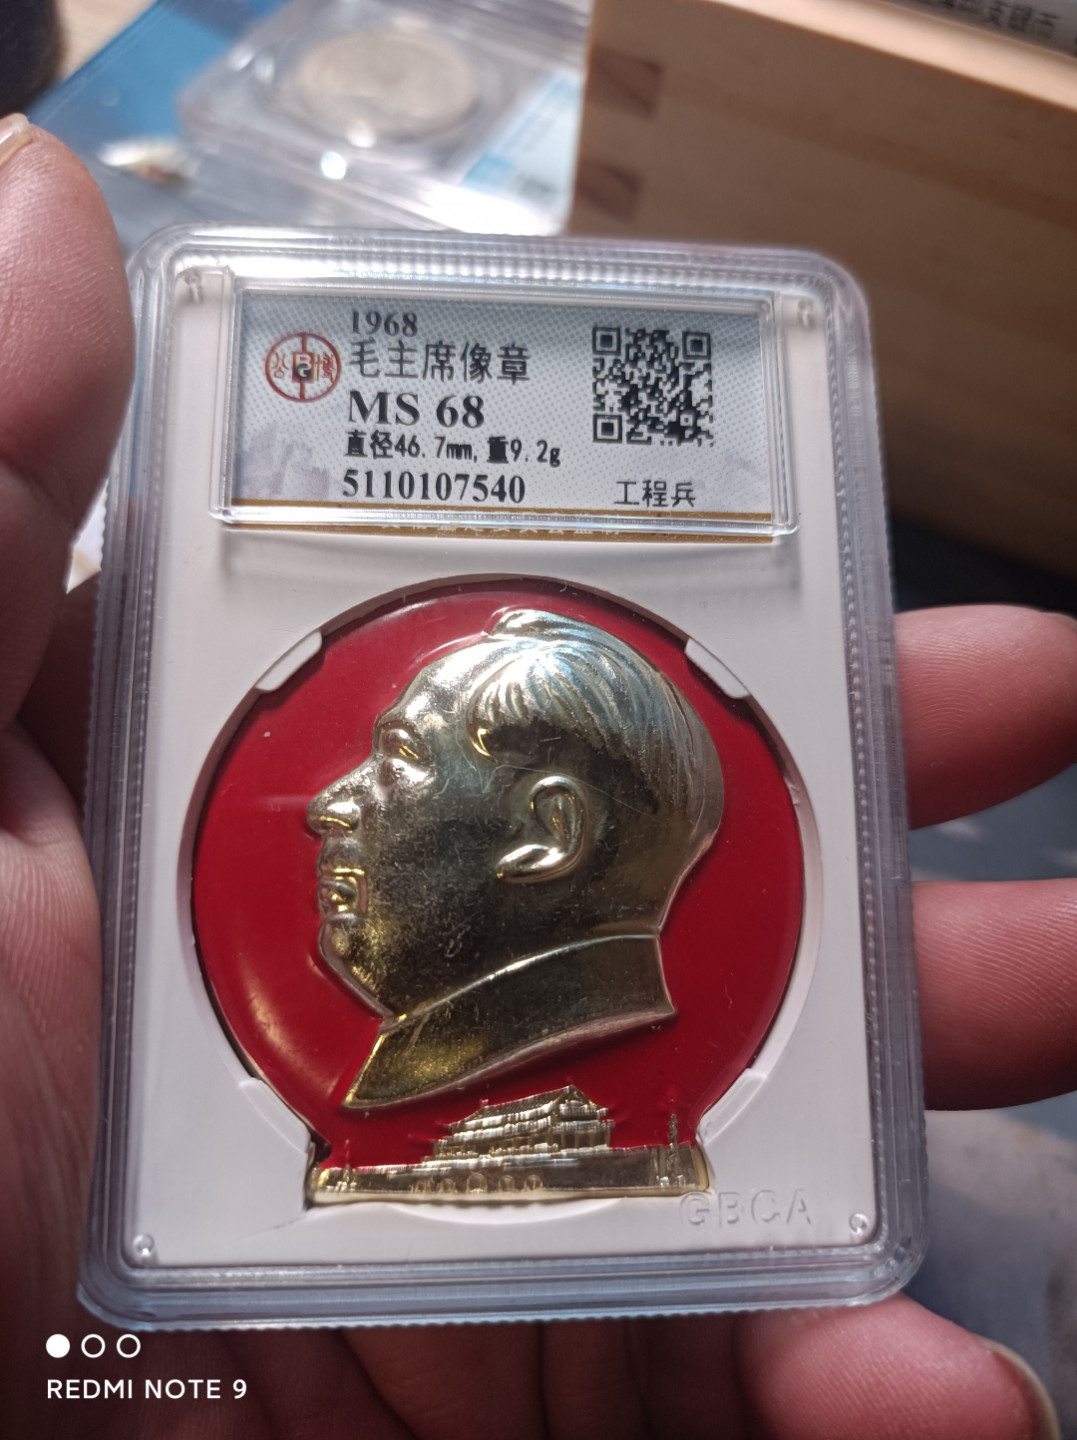 1968
毛主席像章
MS 68
直径46.7mm,重9.2g
5110107540
工程兵
GBCA
REDMI NOTE 9